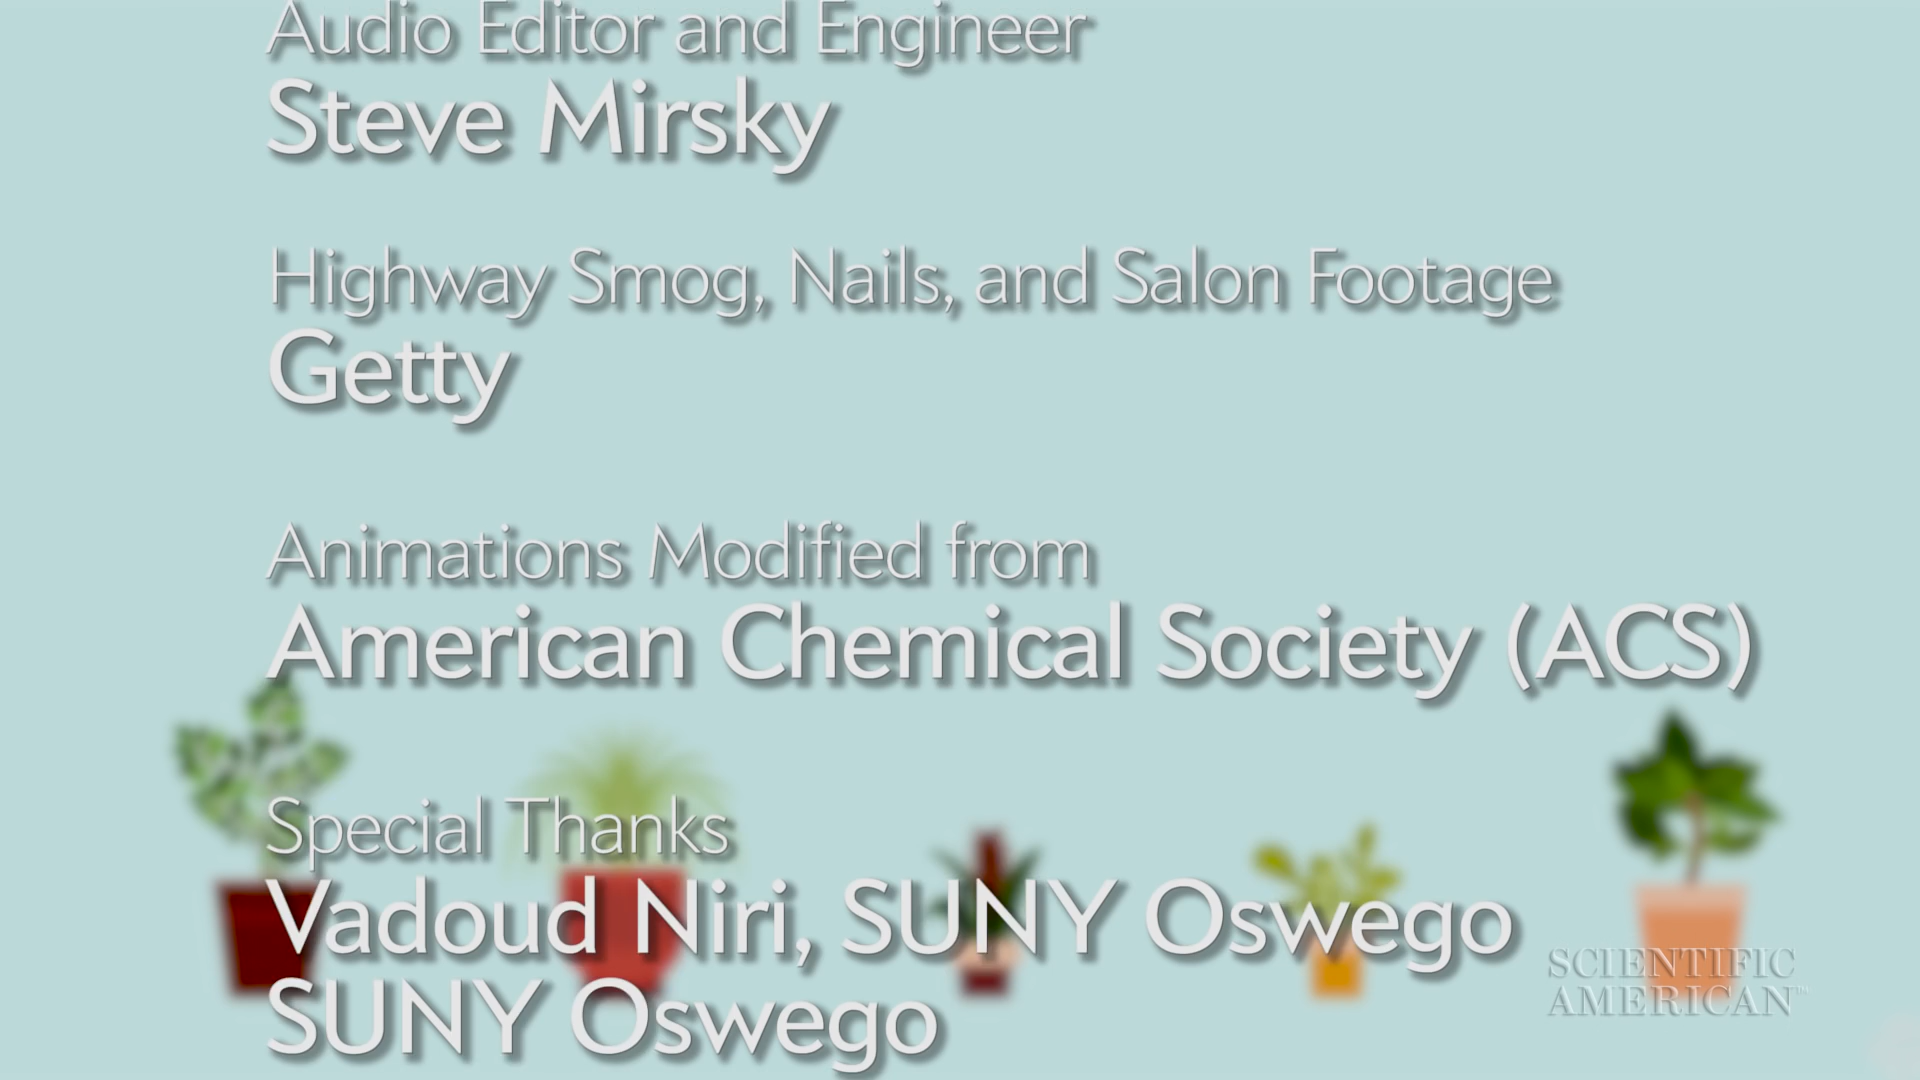 Audio Editor and Engineer
Steve Mirsky
Highway Smog, Nails, and Salon Footage
Getty
Animations Modified from
American Chemical Society (ACS)
Special Thanks
Vadoud Niri, SUNY Oswego
SUNY Oswego
SCIENTIFIC
AMERICAN™